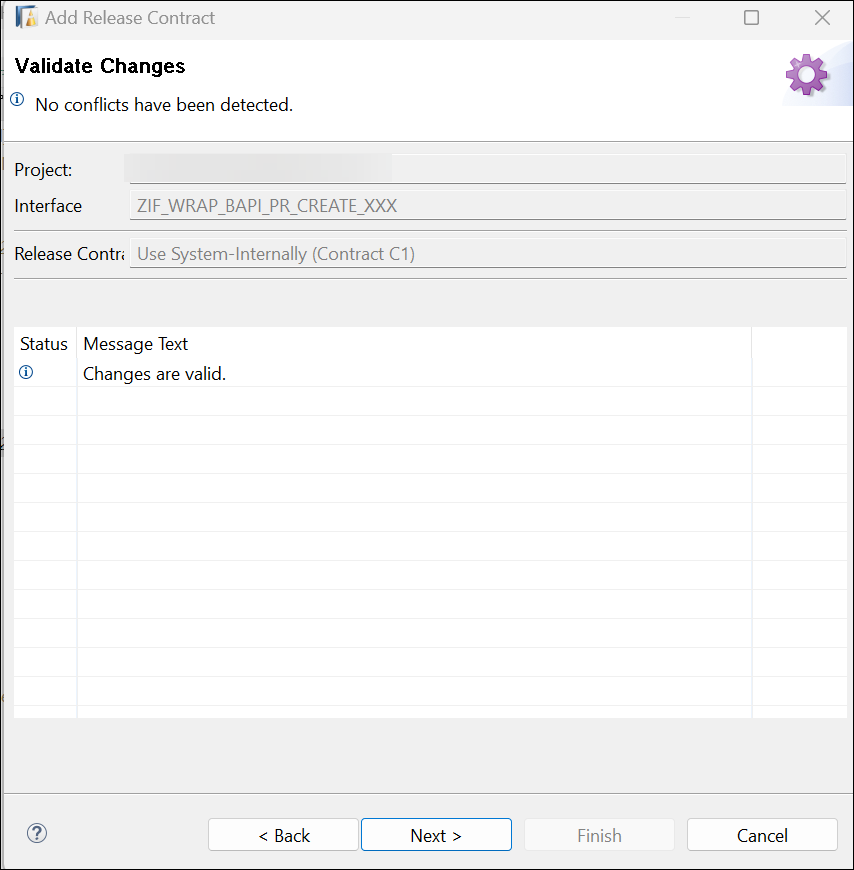 Add Release Contract
Validate Changes
No conflicts have been detected.
Project:
Interface ZIF_WRAP_BAPI_PR_CREATE_XXX
Release Contra Use System-Internally (Contract C1)
Status Message Text
Changes are valid.
< Back Next > Finish Cancel